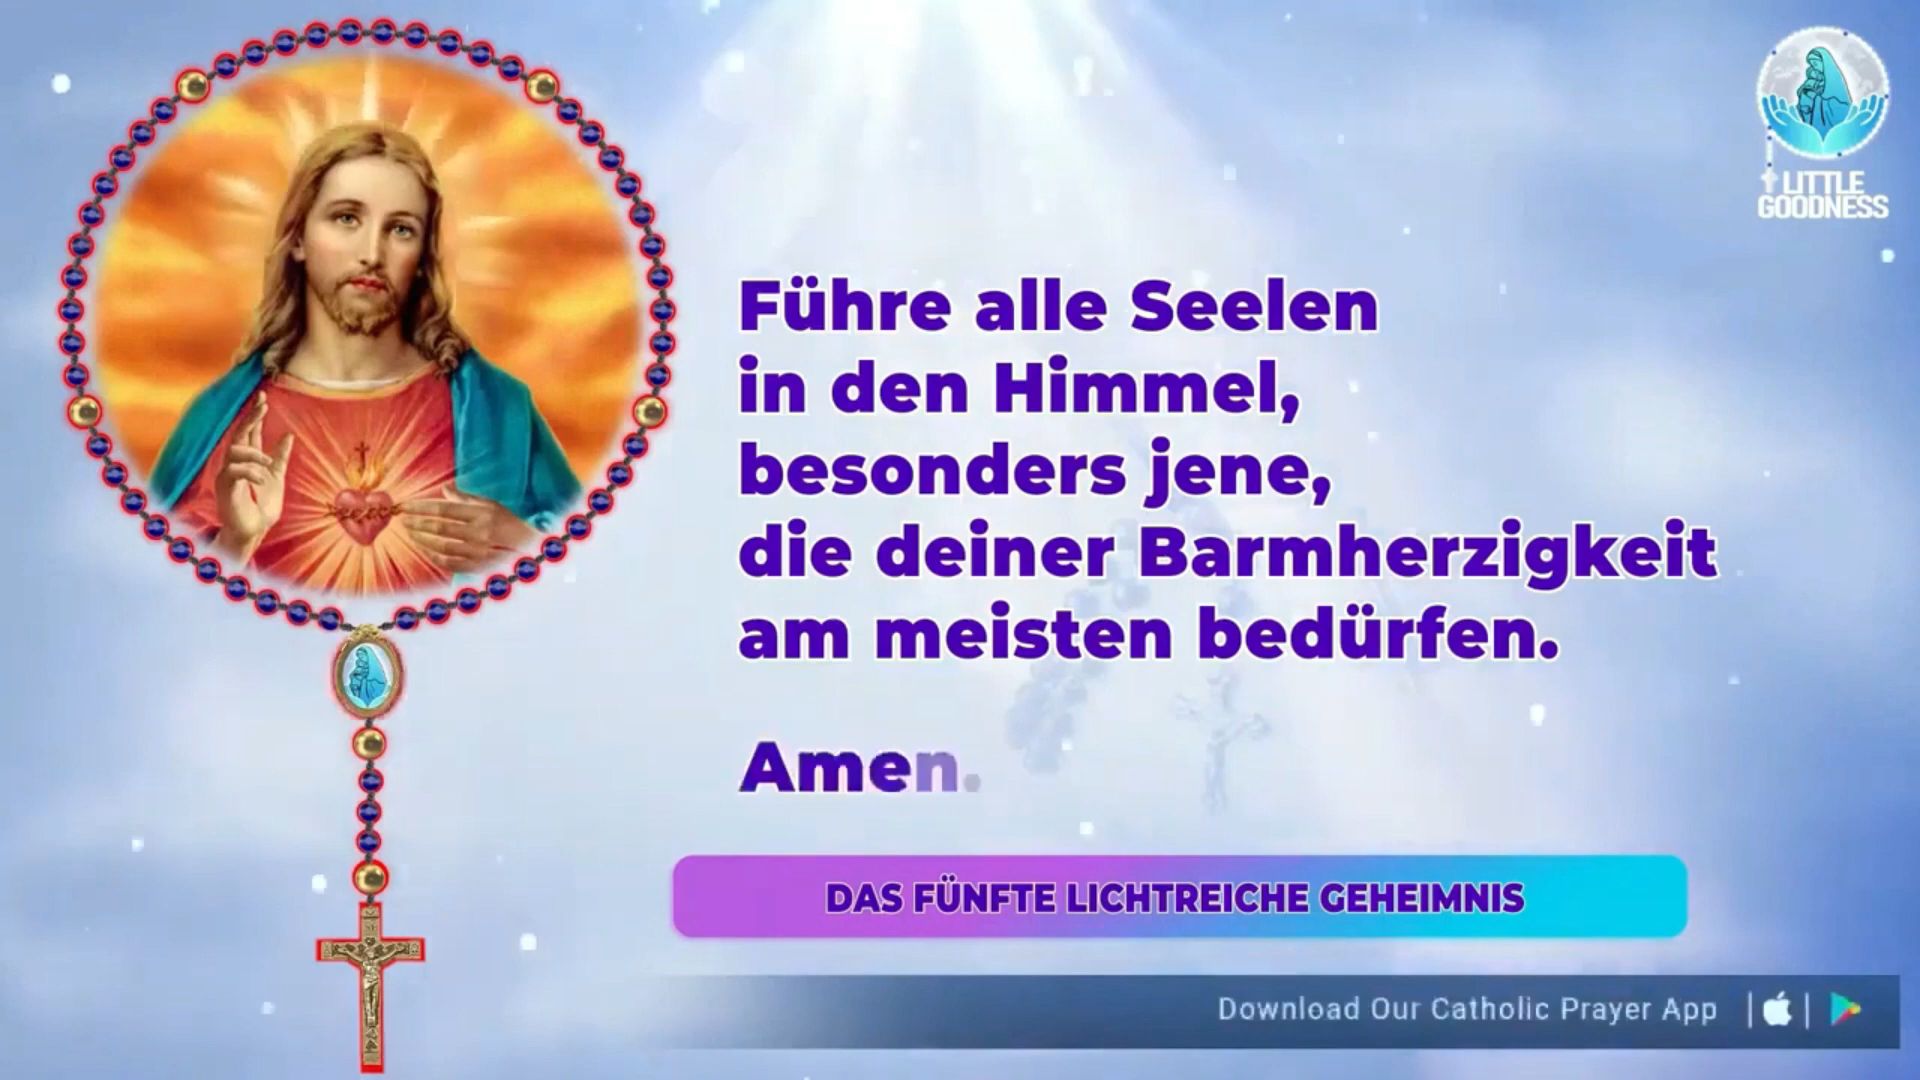 LITTLE
GOODNESS
Führe alle Seelen
in den Himmel,
besonders jene,
die deiner Barmherzigkeit
am meisten bedürfen.
Amen.
DAS FÜNFTE LICHTREICHE GEHEIMNIS
Download Our Catholic Prayer App